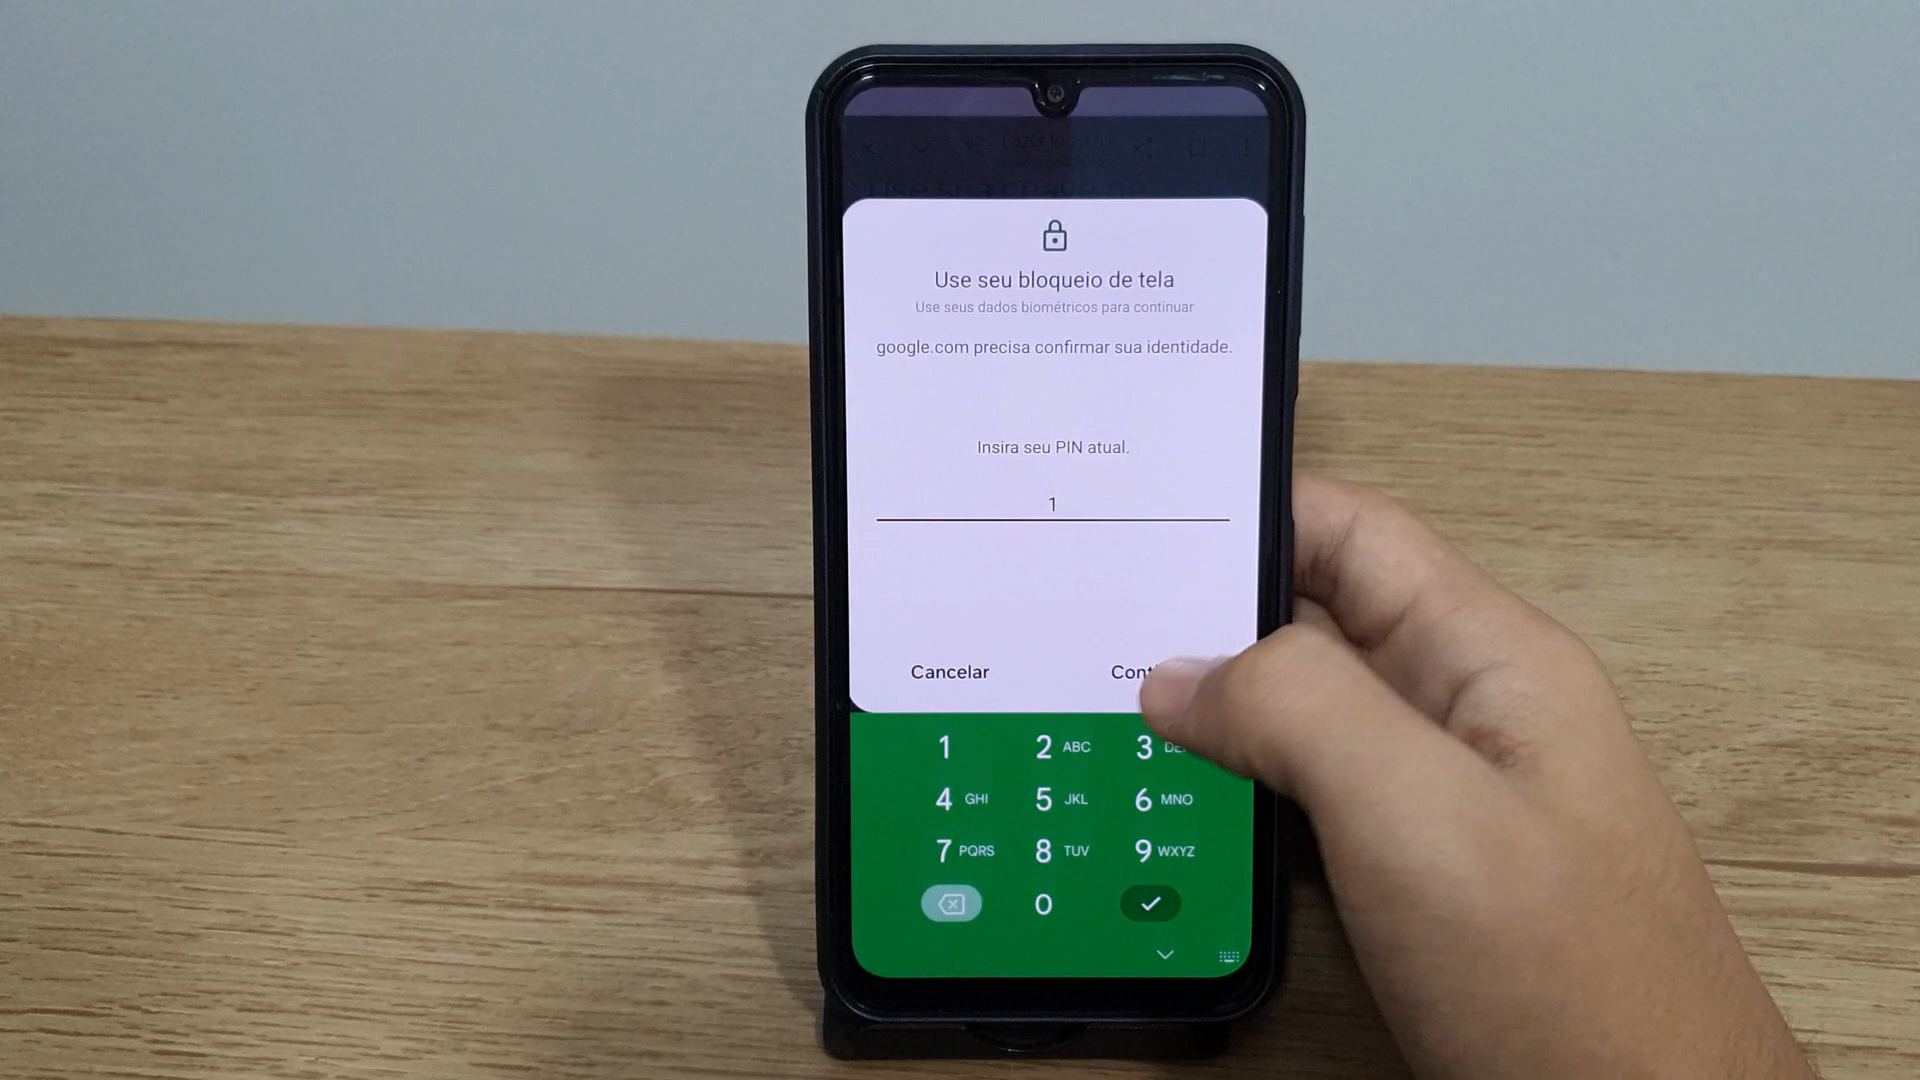 Use seu bloqueio de tela
Use seus dados biométricos para continuar
google.com precisa confirmar sua identidade.
Insira seu PIN atual.
1
Cancelar
1
2 ABC
3
4 GHI
5 JKL
6 MNO
7 PQRS
8 TUV
9 WXYZ
0